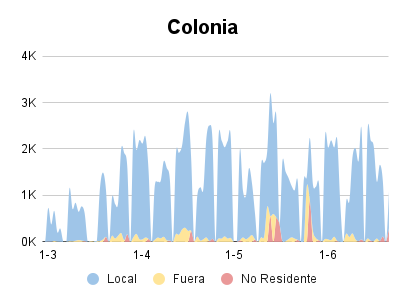 Colonia
4K
3K
2K
1K
0K
1-3 1-4 1-5 1-6
Local Fuera No Residente